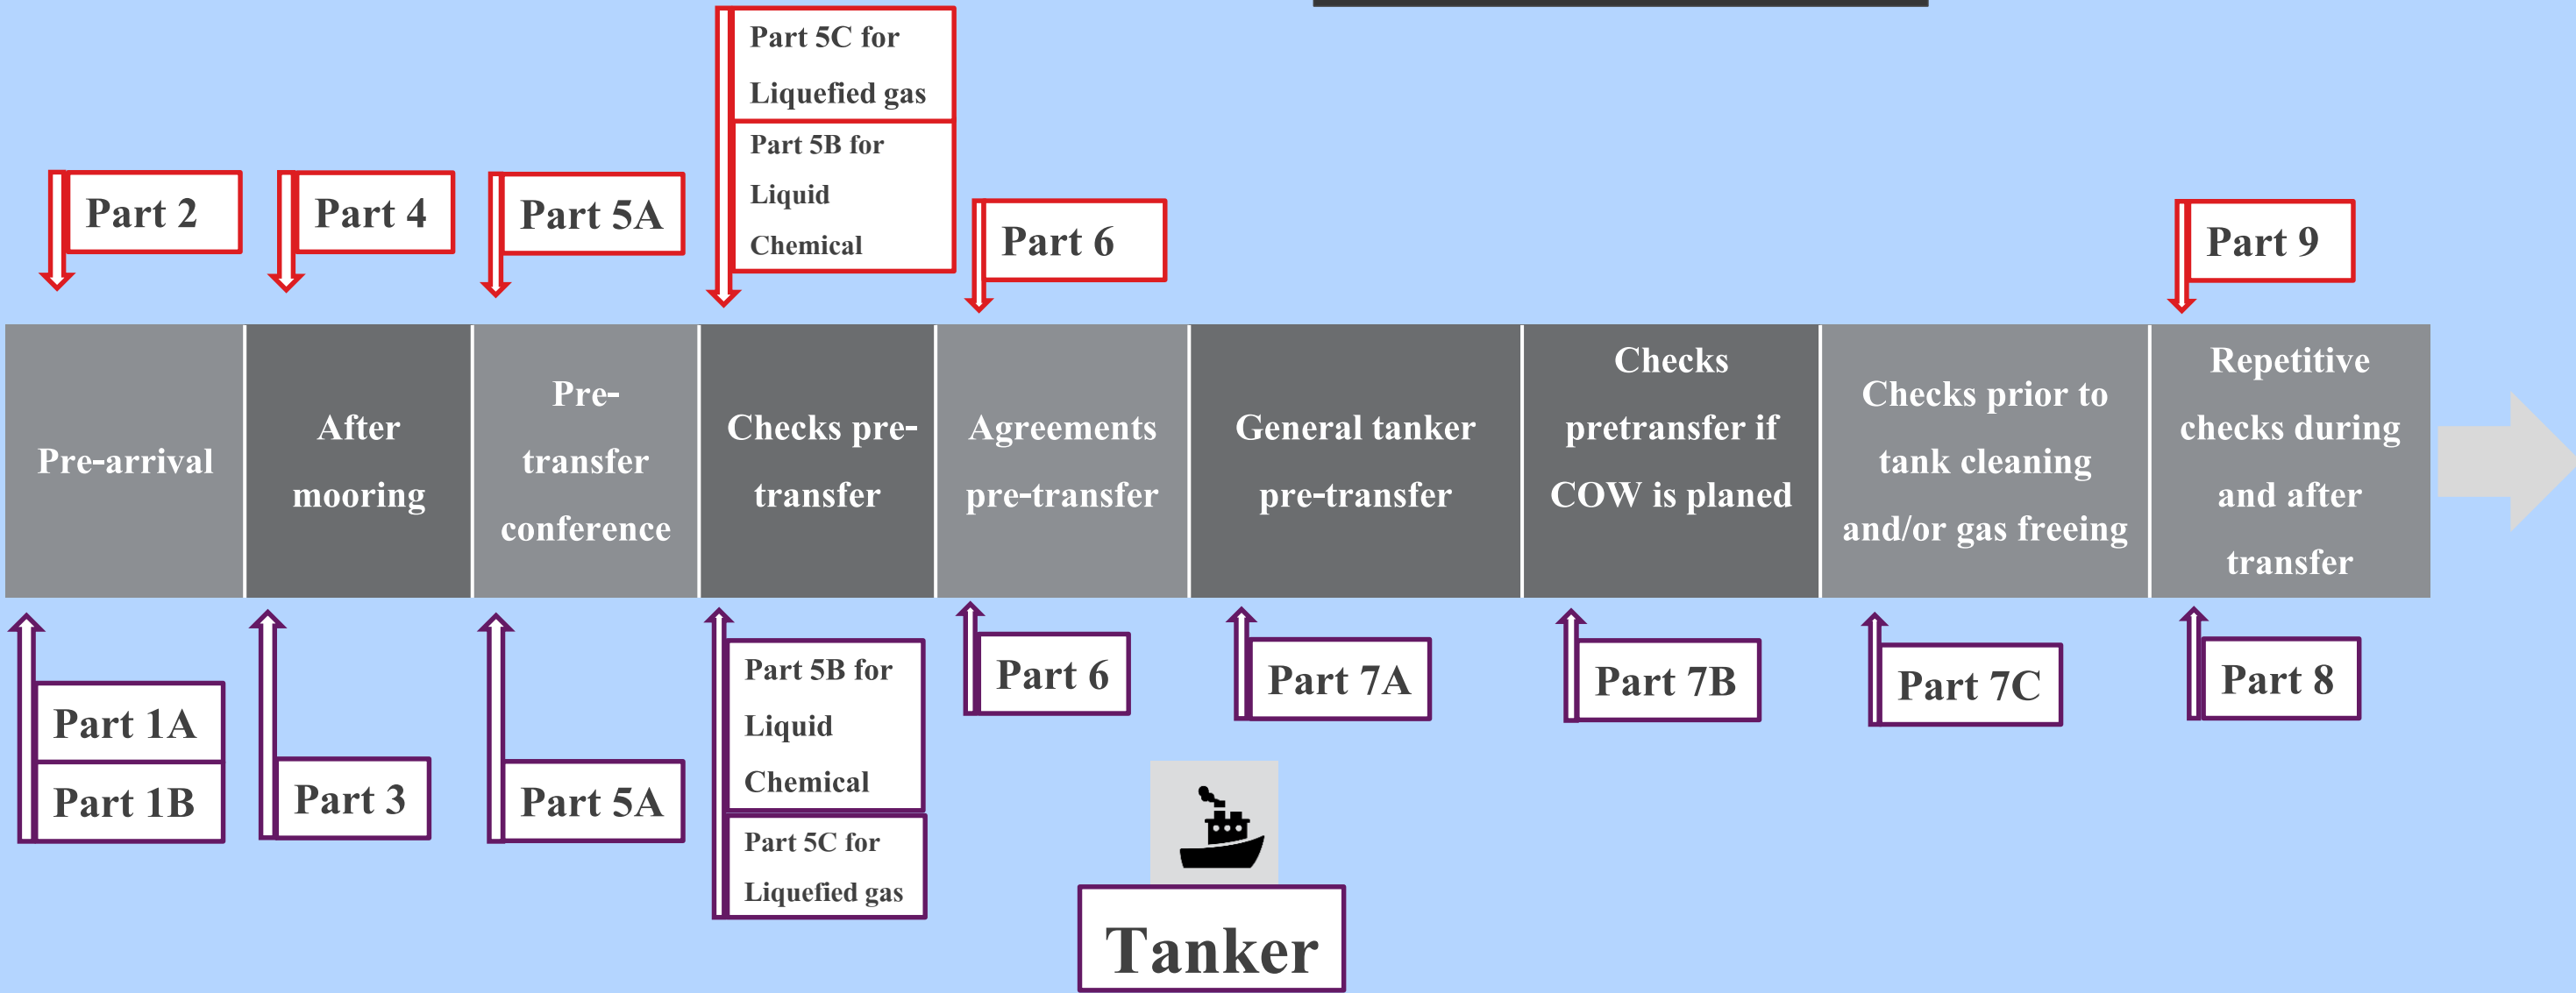 Part 5C for
Liquefied gas
Part 5B for
Liquid
Chemical
Part 2
Part 4
Part 5A
Part 6
Part 9
Pre-arrival
After
mooring
Pre-
transfer
conference
Checks pre-
transfer
Agreements
pre-transfer
General tanker
pre-transfer
Checks
pretransfer if
COW is planed
Checks prior to
tank cleaning
and/or gas freeing
Repetitive
checks during
and after
transfer
Part 1A
Part 1B
Part 3
Part 5A
Part 5B for
Liquid
Chemical
Part 5C for
Liquefied gas
Part 6
Part 7A
Part 7B
Part 7C
Part 8
Tanker